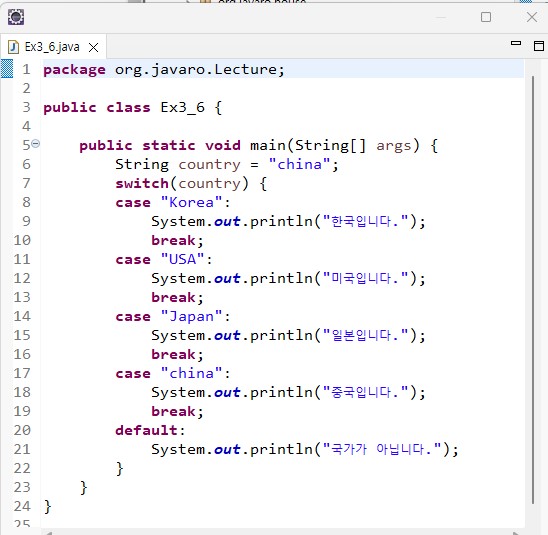 Ex3_6.java
1 package org.javaro.Lecture;
2
3 public class Ex3_6 {
4
5     public static void main(String[] args) {
6         String country = "china";
7         switch(country) {
8         case "Korea":
9             System.out.println("한국입니다.");
10             break;
11         case "USA":
12             System.out.println("미국입니다.");
13             break;
14         case "Japan":
15             System.out.println("일본입니다.");
16             break;
17         case "china":
18             System.out.println("중국입니다.");
19             break;
20         default:
21             System.out.println("국가가 아닙니다.");
22         }
23     }
24 }
25